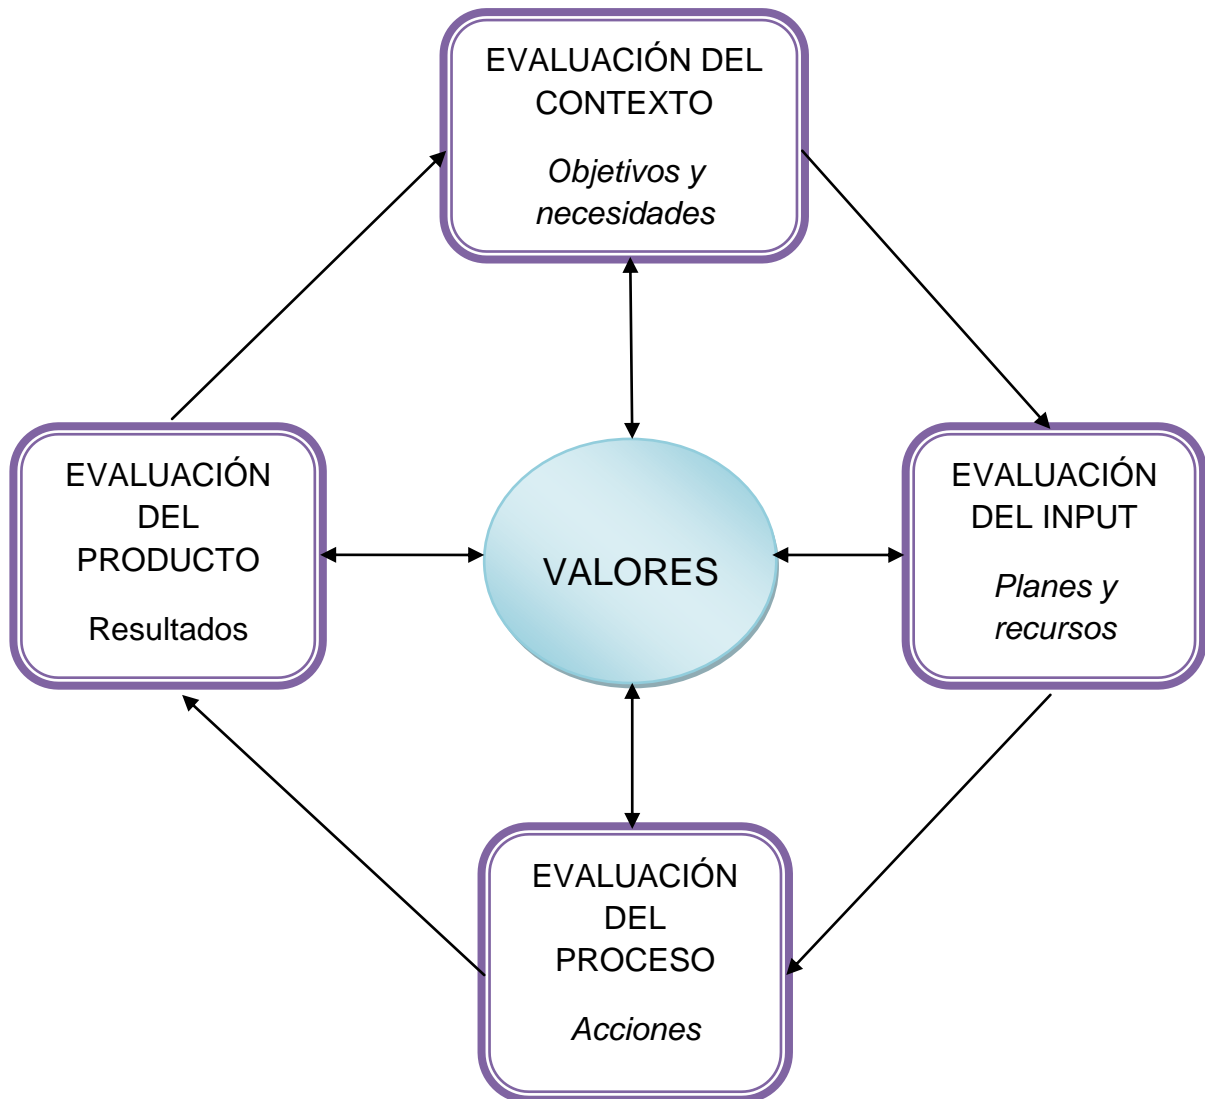 EVALUACIÓN DEL
CONTEXTO
Objetivos y
necesidades
EVALUACIÓN
DEL
PRODUCTO
Resultados
VALORES
EVALUACIÓN
DEL INPUT
Planes y
recursos
EVALUACIÓN
DEL
PROCESO
Acciones